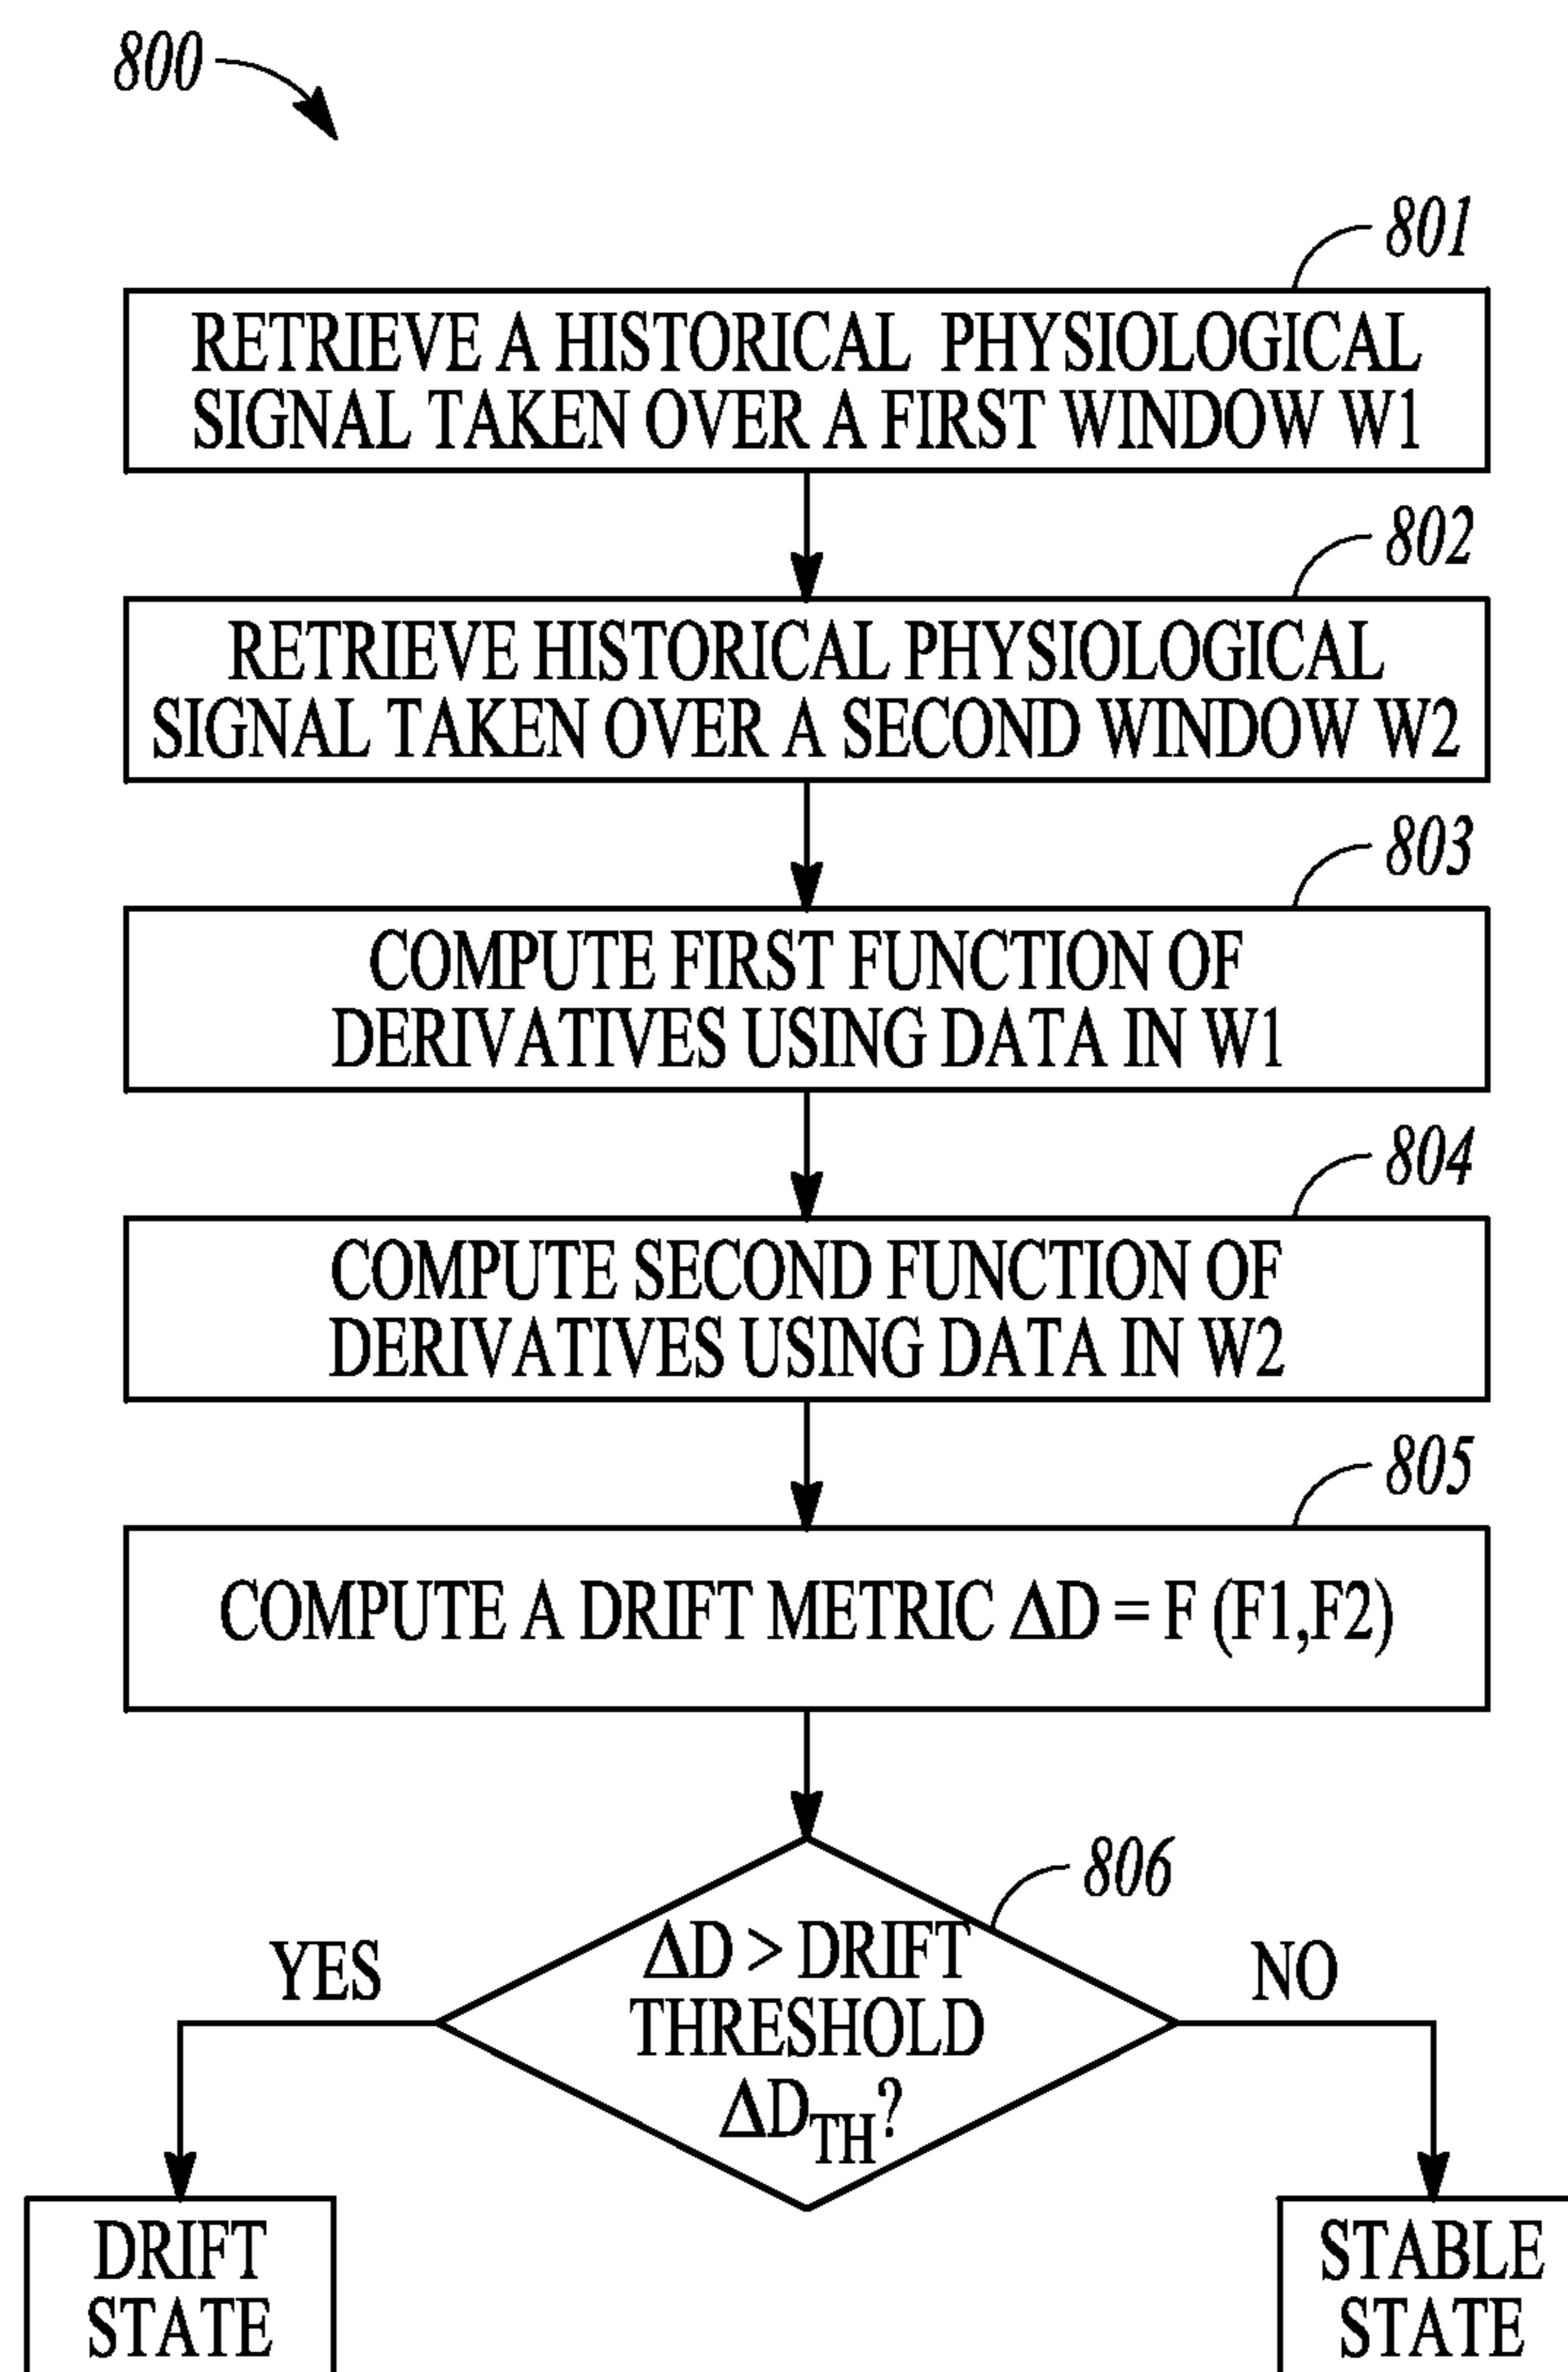 800
801
RETRIEVE A HISTORICAL PHYSIOLOGICAL
SIGNAL TAKEN OVER A FIRST WINDOW W1
802
RETRIEVE HISTORICAL PHYSIOLOGICAL
SIGNAL TAKEN OVER A SECOND WINDOW W2
803
COMPUTE FIRST FUNCTION OF
DERIVATIVES USING DATA IN W1
804
COMPUTE SECOND FUNCTION OF
DERIVATIVES USING DATA IN W2
805
COMPUTE A DRIFT METRIC ΔD = F (F1,F2)
806
ΔD > DRIFT
THRESHOLD
ΔD_TH?
YES
NO
DRIFT
STATE
STABLE
STATE